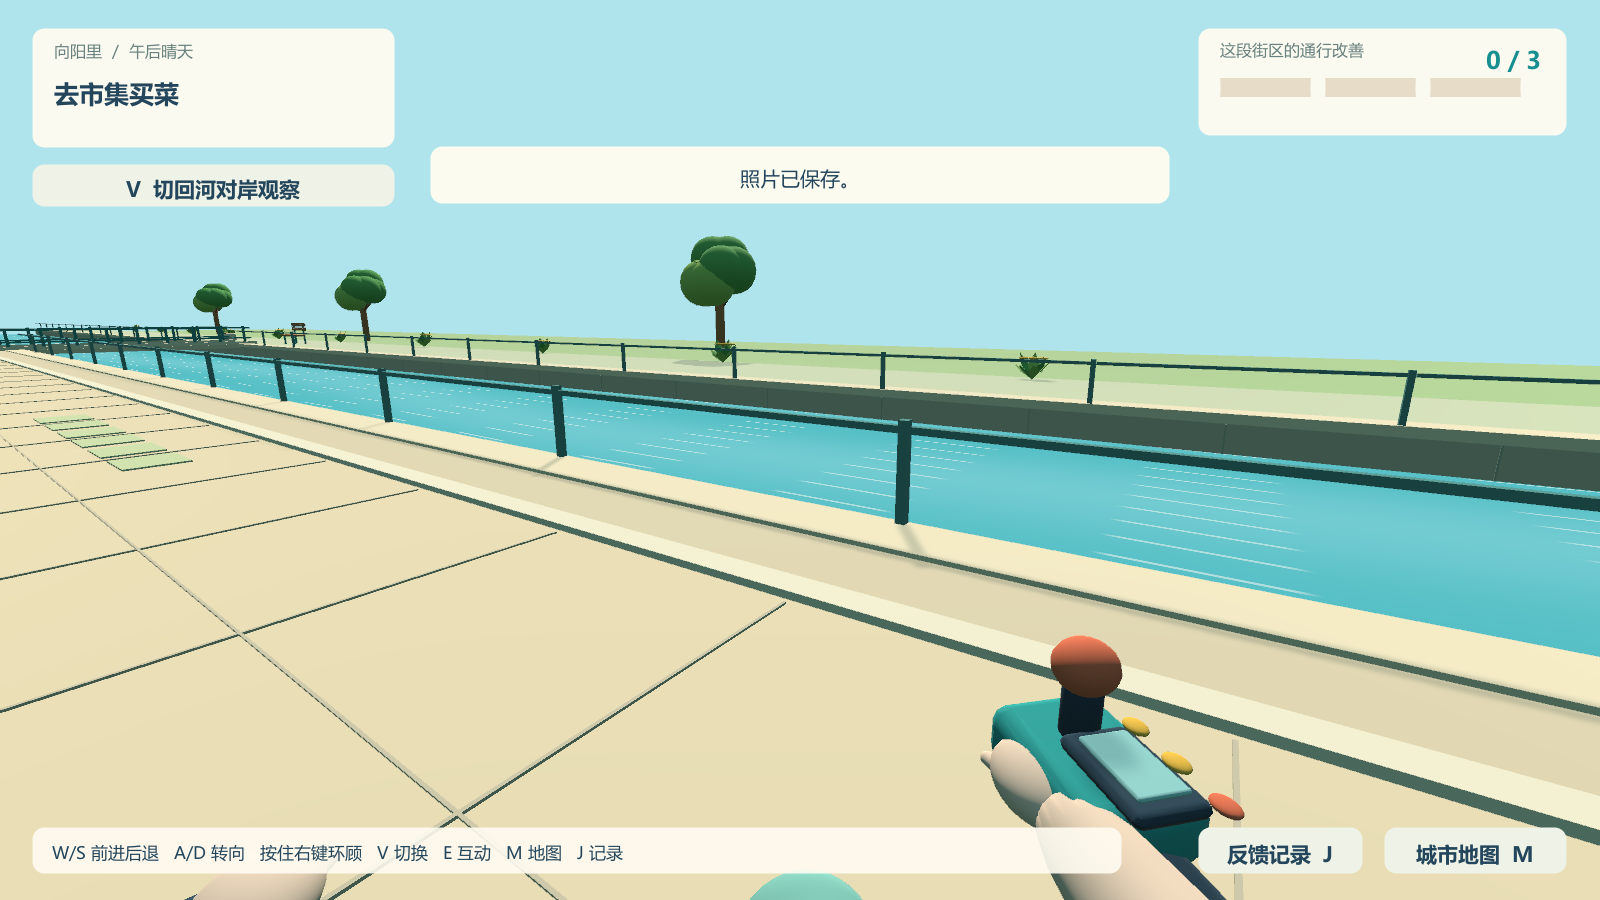 向阳里 / 午后晴天
去市集买菜
V 切回河对岸观察
照片已保存。
这段街区的通行改善
0 / 3
W/S 前进后退 A/D 转向 按住右键环顾 V 切换 E 互动 M 地图 J 记录
反馈记录 J
城市地图 M